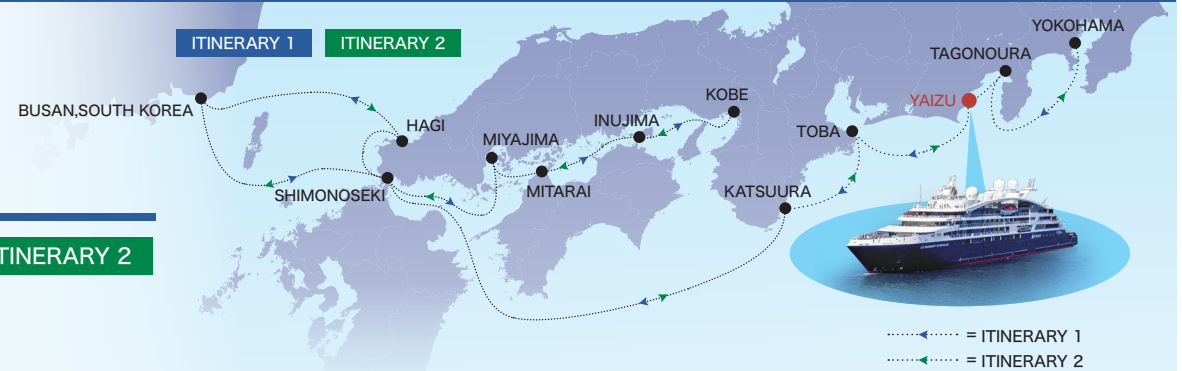 ITINERARY 1
ITINERARY 2
YOKOHAMA
TAGONOURA
YAIZU
KOBE
BUSAN,SOUTH KOREA
HAGI
INUJIMA
TOBA
MIYAJIMA
SHIMONOSEKI
MITARAI
KATSUURA
TINERARY 2
= ITINERARY 1
= ITINERARY 2